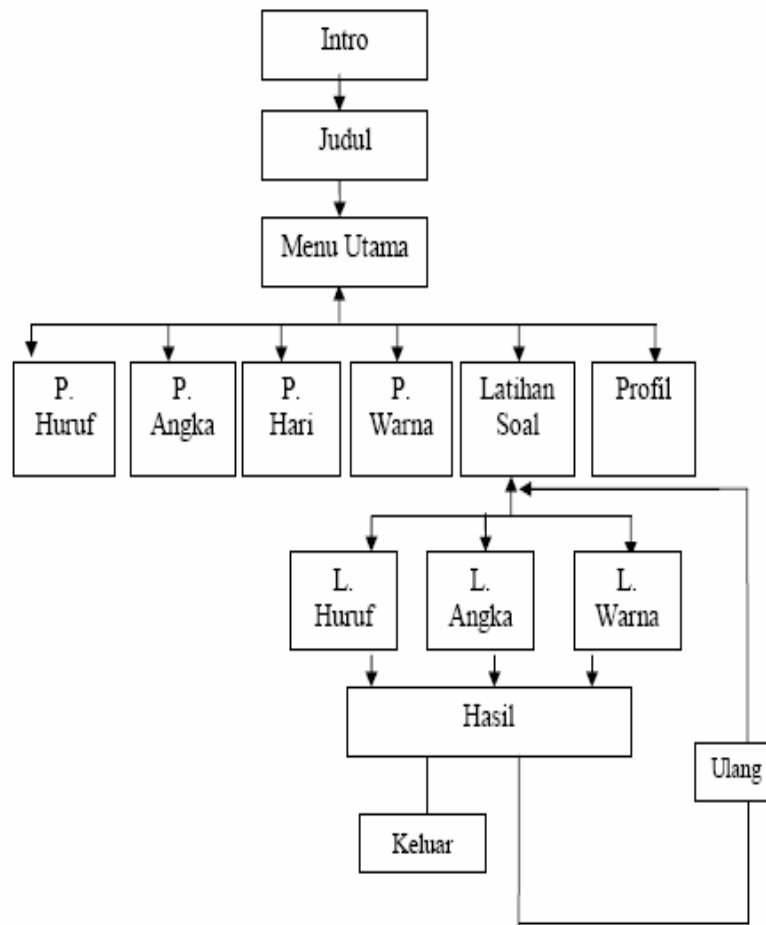 Intro
Judul
Menu Utama
P.
Huruf
P.
Angka
P.
Hari
P.
Warna
Latihan
Soal
Profil
L.
Huruf
L.
Angka
L.
Warna
Hasil
Ulang
Keluar